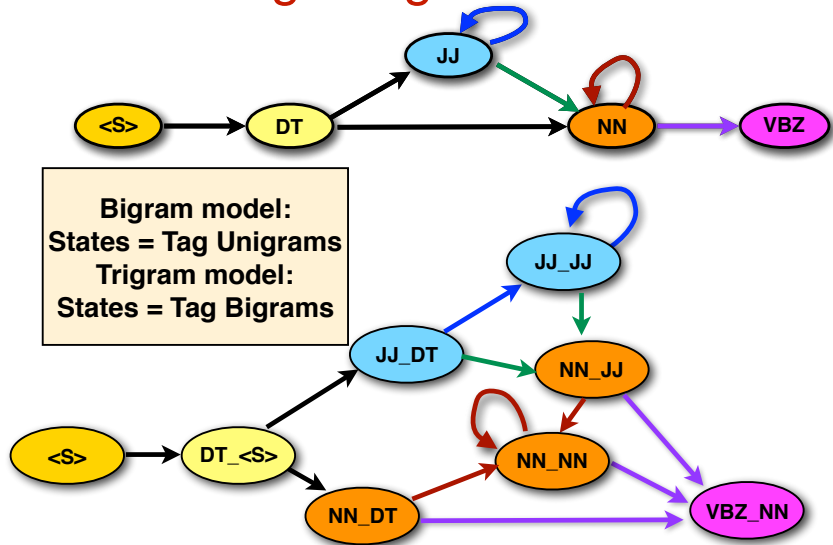 JJ
<S>
DT
NN
VBZ
Bigram model:
States = Tag Unigrams
Trigram model:
States = Tag Bigrams
JJ_JJ
JJ_DT
NN_JJ
<S>
DT_<S>
NN_NN
NN_DT
VBZ_NN